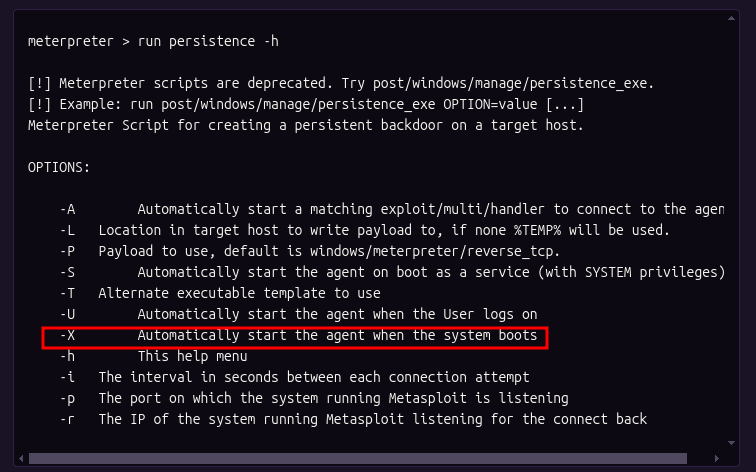 meterpreter > run persistence -h
[!] Meterpreter scripts are deprecated. Try post/windows/manage/persistence_exe.
[!] Example: run post/windows/manage/persistence_exe OPTION=value [...]
Meterpreter Script for creating a persistent backdoor on a target host.
OPTIONS:
-A Automatically start a matching exploit/multi/handler to connect to the agen
-L Location in target host to write payload to, if none %TEMP% will be used.
-P Payload to use, default is windows/meterpreter/reverse_tcp.
-S Automatically start the agent on boot as a service (with SYSTEM privileges)
-T Alternate executable template to use
-U Automatically start the agent when the User logs on
-X Automatically start the agent when the system boots
-h This help menu
-i The interval in seconds between each connection attempt
-p The port on which the system running Metasploit is listening
-r The IP of the system running Metasploit listening for the connect back